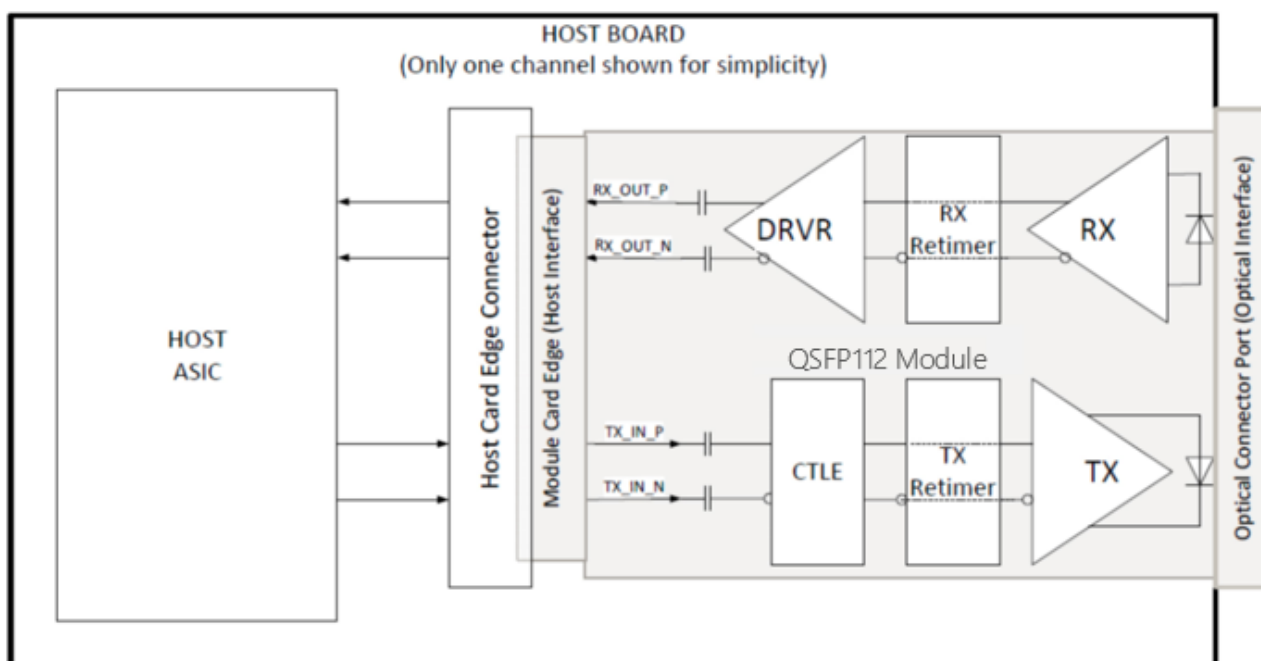 HOST BOARD
(Only one channel shown for simplicity)
HOST
ASIC
Host Card Edge Connector
Module Card Edge (Host Interface)
RX_OUT_P
RX_OUT_N
DRVR
RX
Retimer
RX
QSFP112 Module
TX_IN_P
TX_IN_N
CTLE
TX
Retimer
TX
Optical Connector Port (Optical Interface)